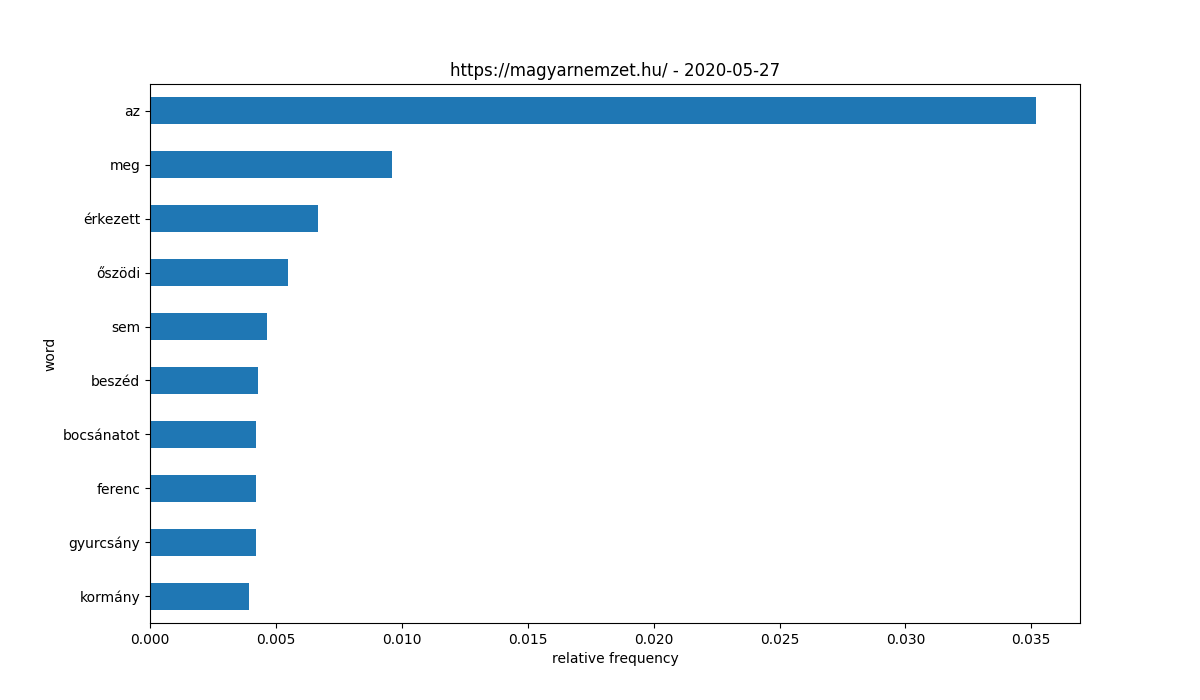 https://magyarnemzet.hu/ - 2020-05-27
az
meg
érkezett
őszödi
sem
beszéd
bocsánatot
ferenc
gyurcsány
kormány
word
0.000 0.005 0.010 0.015 0.020 0.025 0.030 0.035
relative frequency